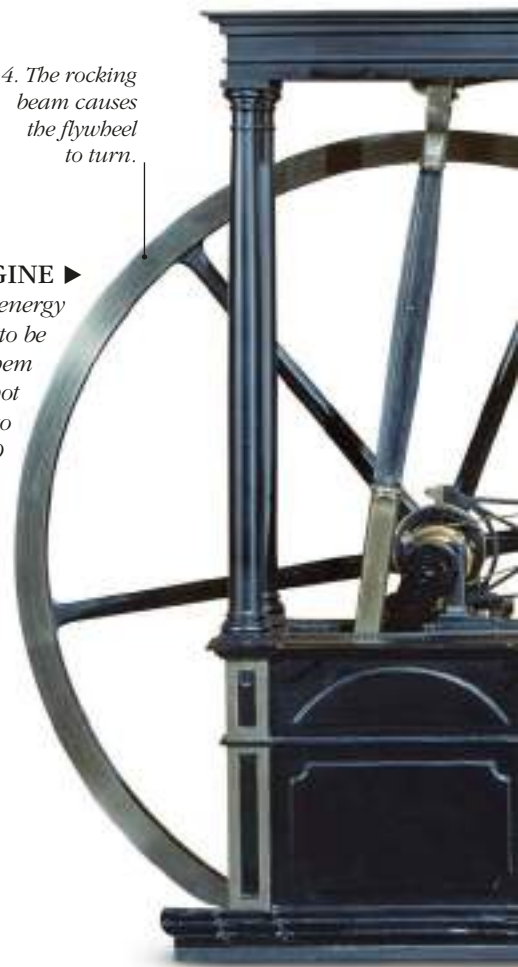 4. The rocking
beam causes
the flywheel
to turn.
GINE ▶
energy
to be
hem
ot